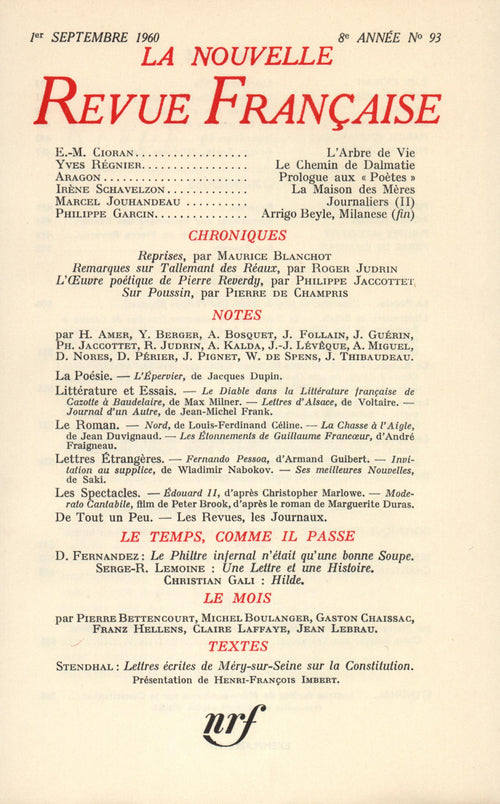 1er SEPTEMBRE 1960 8e ANNÉE No 93
LA NOUVELLE
REVUE FRANÇAISE
E.-M. CIORAN................. L'Arbre de Vie
YVES RÉGNIER................ Le Chemin de Dalmatie
ARAGON...................... Prologue aux « Poètes »
IRÈNE SCHAVELZON............ La Maison des Mères
MARCEL JOUHANDEAU .......... Journaliers (II)
PHILIPPE GARCIN.............. Arrigo Beyle, Milanese (fin)
CHRONIQUES
Reprises, par MAURICE BLANCHOT
Remarques sur Tallemant des Réaux, par ROGER JUDRIN
L'Œuvre poétique de Pierre Reverdy, par PHILIPPE JACCOTTET
Sur Poussin, par PIERRE DE CHAMPRIS
NOTES
par H. AMER, Y. BERGER, A. BOSQUET, J. FOLLAIN, J. GUÉRIN,
PH. JACCOTTET, R. JUDRIN, A. KALDA, J.-J. LÉVÊQUE, A. MIGUEL,
D. NORES, D. PÉRIER, J. PIGNET, W. DE SPENS, J. THIBAUDEAU.
La Poésie. — L'Épervier, de Jacques Dupin.
Littérature et Essais. — Le Diable dans la Littérature française de
Cazotte à Baudelaire, de Max Milner. — Lettres d'Alsace, de Voltaire. —
Journal d'un Autre, de Jean-Michel Frank.
Le Roman. — Nord, de Louis-Ferdinand Céline. — La Chasse à l'Aigle,
de Jean Duvignaud. — Les Étonnements de Guillaume Francœur, d'André
Fraigneau.
Lettres Étrangères. — Fernando Pessoa, d'Armand Guibert. — Invi-
tation au supplice, de Wladimir Nabokov. — Ses meilleures Nouvelles,
de Saki.
Les Spectacles. — Édouard II, d'après Christopher Marlowe. — Mode-
rato Cantabile, film de Peter Brook, d'après le roman de Marguerite Duras.
De Tout un Peu. — Les Revues, les Journaux.
LE TEMPS, COMME IL PASSE
D. FERNANDEZ : Le Philtre infernal n'était qu'une bonne Soupe.
SERGE-R. LEMOINE : Une Lettre et une Histoire.
CHRISTIAN GALI : Hilde.
LE MOIS
par PIERRE BETTENCOURT, MICHEL BOULANGER, GASTON CHAISSAC,
FRANZ HELLENS, CLAIRE LAFFAYE, JEAN LEBRAU.
TEXTES
STENDHAL : Lettres écrites de Méry-sur-Seine sur la Constitution.
Présentation de HENRI-FRANÇOIS IMBERT.
nrf